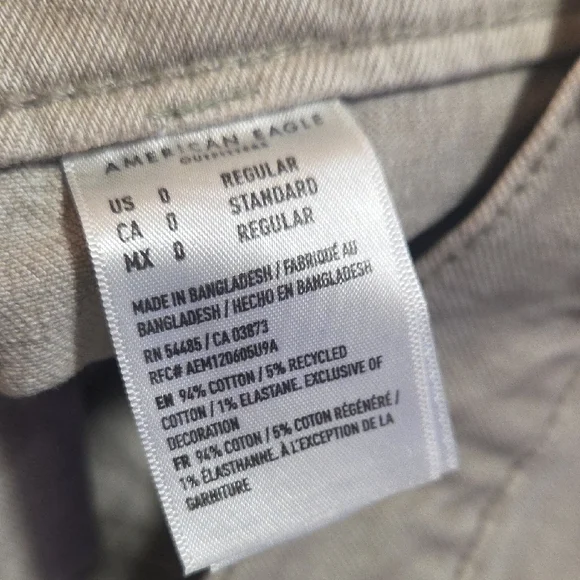 AMERICAN EAGLE
OUTFITTERS
US 0 REGULAR
CA 0 STANDARD
MX 0 REGULAR
MADE IN BANGLADESH / FABRIQUÉ AU
BANGLADESH / HECHO EN BANGLADESH
RN 54485 / CA 03873
RFC# AEM120605U9A
EN 94% COTTON / 5% RECYCLED
COTTON / 1% ELASTANE. EXCLUSIVE OF
DECORATION
FR 94% COTON / 5% COTON RÉGÉNÉRÉ /
1% ÉLASTHANNE. À L'EXCEPTION DE LA
GARNITURE